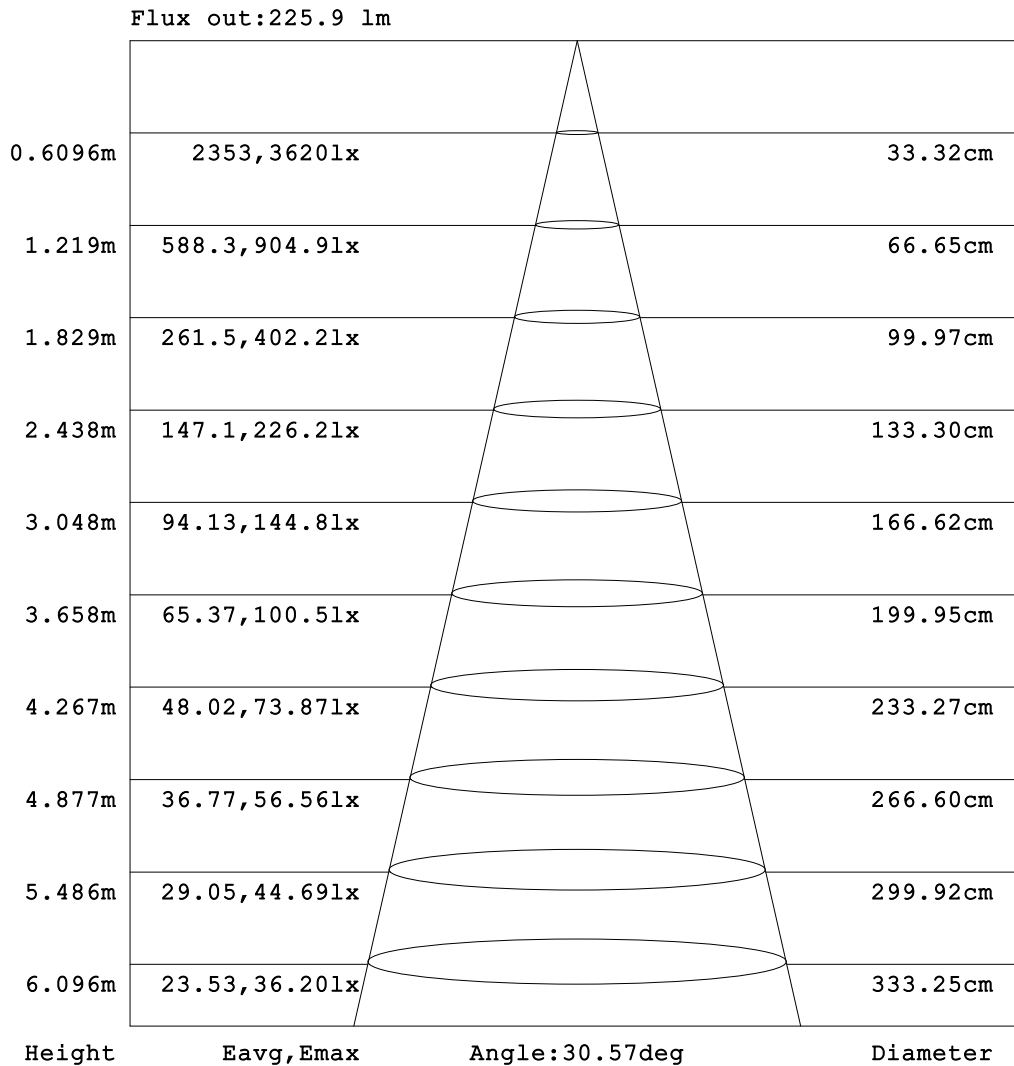 Flux out:225.9 lm
0.6096m 2353,3620lx 33.32cm
1.219m 588.3,904.9lx 66.65cm
1.829m 261.5,402.2lx 99.97cm
2.438m 147.1,226.2lx 133.30cm
3.048m 94.13,144.8lx 166.62cm
3.658m 65.37,100.5lx 199.95cm
4.267m 48.02,73.87lx 233.27cm
4.877m 36.77,56.56lx 266.60cm
5.486m 29.05,44.69lx 299.92cm
6.096m 23.53,36.20lx 333.25cm
Height Eavg,Emax Angle:30.57deg Diameter